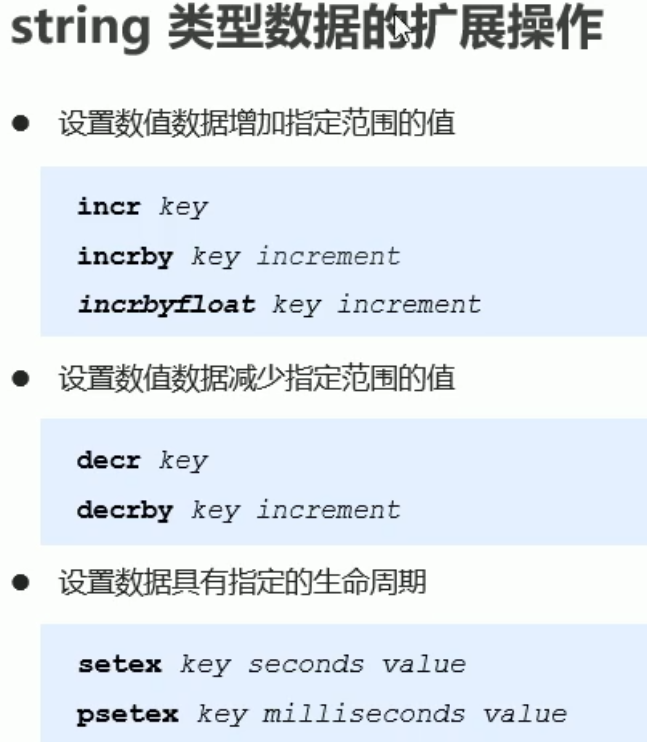 string 类型数据的扩展操作
● 设置数值数据增加指定范围的值
incr key
incrby key increment
incrbyfloat key increment
● 设置数值数据减少指定范围的值
decr key
decrby key increment
● 设置数据具有指定的生命周期
setex key seconds value
psetex key milliseconds value